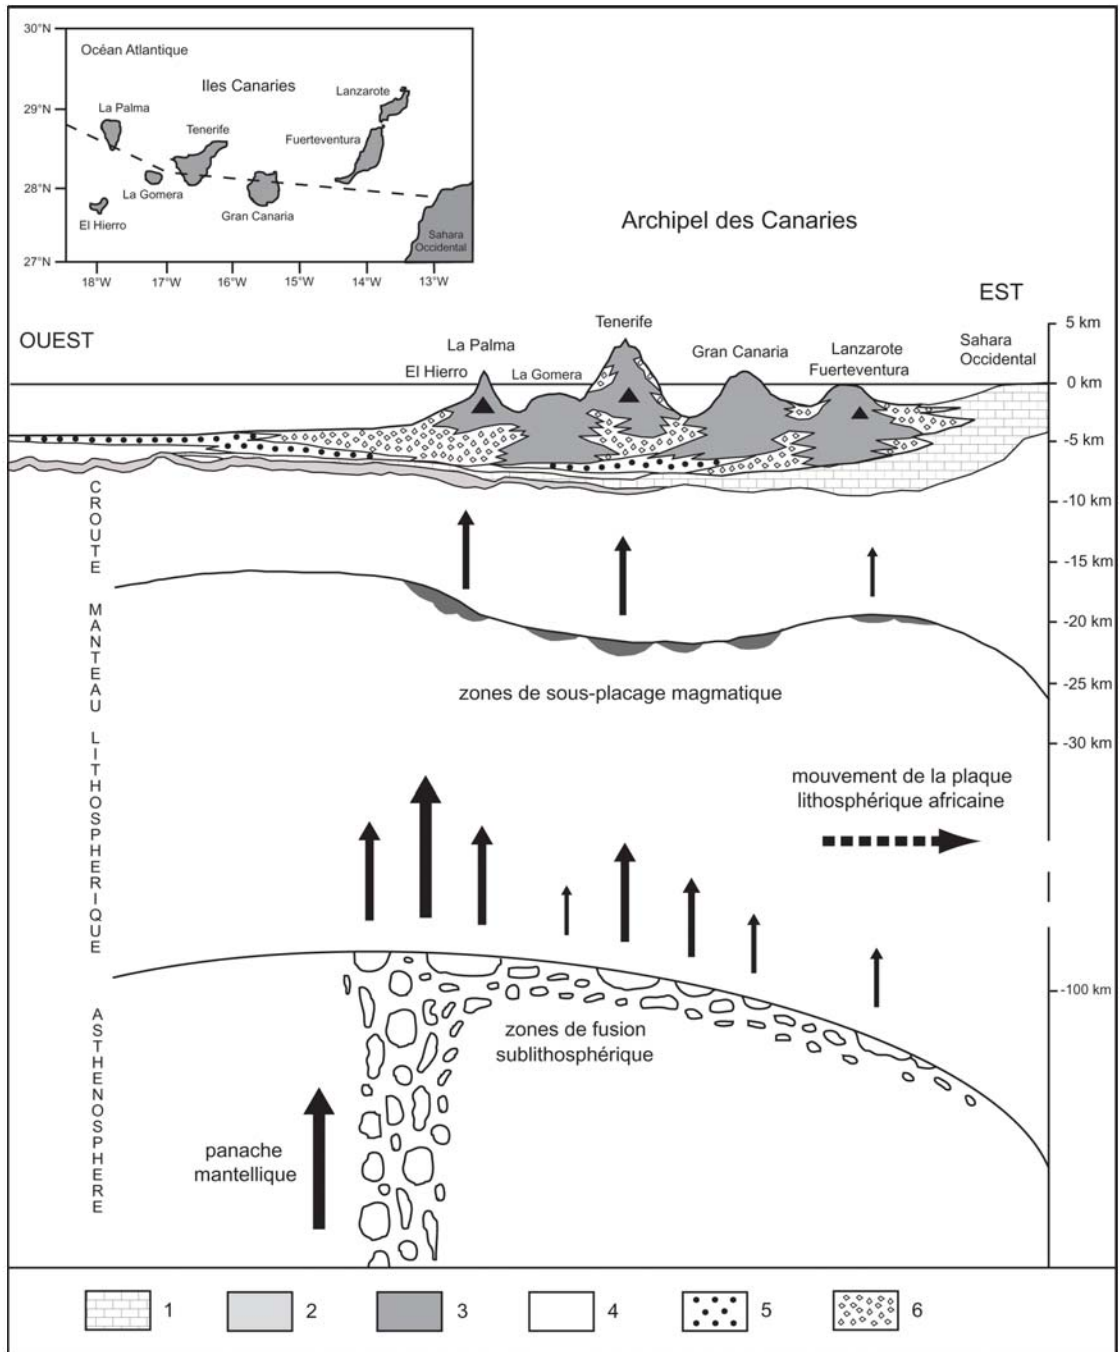 30°N
29°N
28°N
27°N
18°W
17°W
16°W
15°W
14°W
13°W
Océan Atlantique
Iles Canaries
La Palma
Tenerife
Lanzarote
Fuerteventura
La Gomera
El Hierro
Gran Canaria
Sahara
Occidental
Archipel des Canaries
OUEST
EST
La Palma
El Hierro
La Gomera
Tenerife
Gran Canaria
Lanzarote
Fuerteventura
Sahara
Occidental
5 km
0 km
-5 km
-10 km
-15 km
-20 km
-25 km
-30 km
-100 km
CROUTE
MANTEAU LITHOSPHERIQUE
ASTHENOSPHERE
zones de sous-placage magmatique
mouvement de la plaque
lithosphérique africaine
zones de fusion
sublithosphérique
panache
mantellique
1
2
3
4
5
6